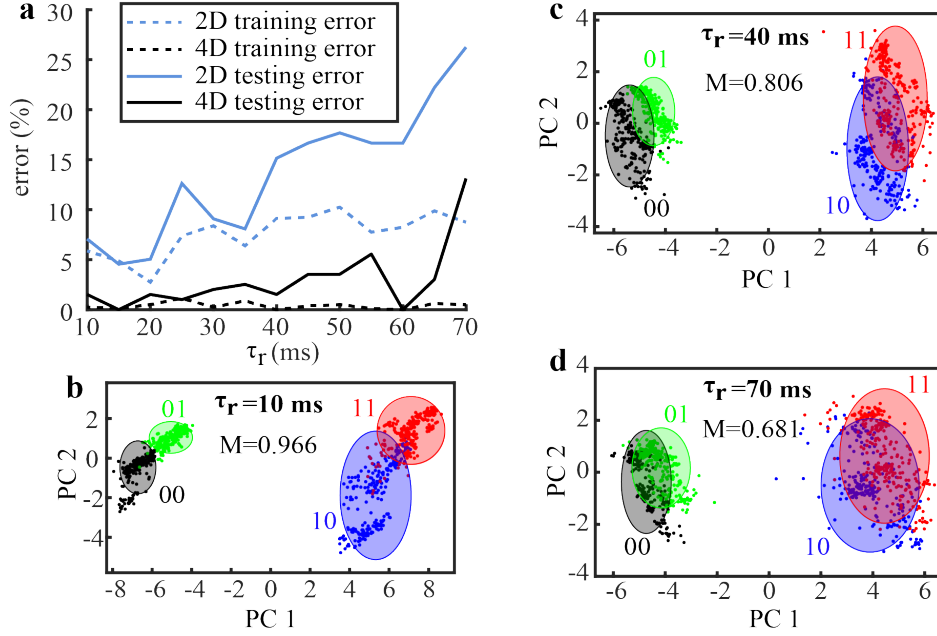 a
30
25
20
15
10
5
0
error (%)
2D training error
4D training error
2D testing error
4D testing error
10 20 30 40 50 60 70
τr (ms)
b
τr=10 ms
M=0.966
01
11
00
10
2
0
-2
-4
PC 2
-8 -6 -4 -2 0 2 4 6 8
PC 1
c
τr=40 ms
M=0.806
01
11
00
10
4
2
0
-2
-4
PC 2
-6 -4 -2 0 2 4 6
PC 1
d
τr=70 ms
M=0.681
01
11
00
10
4
2
0
-2
-4
PC 2
-6 -4 -2 0 2 4 6
PC 1